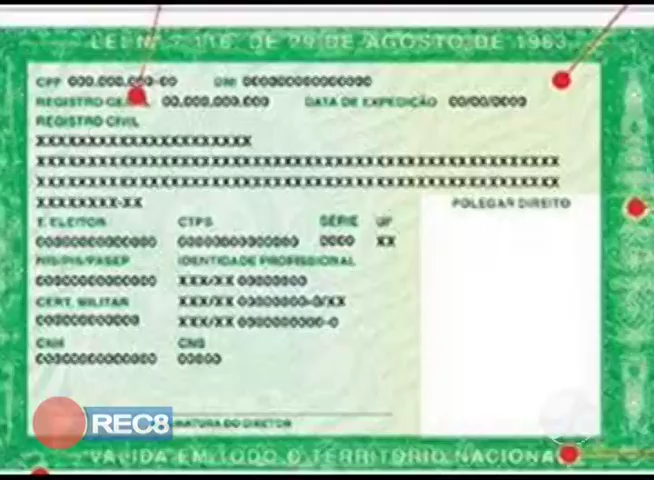 LEI Nº 7.116, DE 29 DE AGOSTO DE 1983
CPF 000.000.000-00 DNI 0000000000000000
REGISTRO GERAL 00.000.000.000 DATA DE EXPEDIÇÃO 00/00/0000
REGISTRO CIVIL
XXXXXXXXXXXXXXXXXXXXXXX
XXXXXXXXXXXXXXXXXXXXXXXXXXXXXXXXXXXXXXXXXXXXXXXXXXXXXXXX
XXXXXXXXXXXXXXXXXXXXXXXXXXXXXXXXXXXXXXXXXXXXXXXXXXXXXXXX
XXXXXXXX-XX
POLEGAR DIREITO
T. ELEITOR CTPS SÉRIE UF
0000000000000 0000000000000 0000 XX
NIS/PIS/PASEP IDENTIDADE PROFISSIONAL
0000000000000 XXX/XX 00000000
CERT. MILITAR XXX/XX 00000000-0/XX
000000000000 XXX/XX 0000000000-0
CNH CNS
0000000000000 00000
REC8
ASSINATURA DO DIRETOR
VÁLIDA EM TODO O TERRITÓRIO NACIONAL